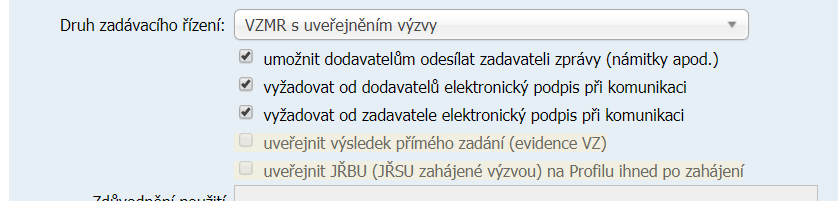 Druh zadávacího řízení: VZMR s uveřejněním výzvy
umožnit dodavatelům odesílat zadavateli zprávy (námitky apod.)
vyžadovat od dodavatelů elektronický podpis při komunikaci
vyžadovat od zadavatele elektronický podpis při komunikaci
uveřejnit výsledek přímého zadání (evidence VZ)
uveřejnit JŘBU (JŘSU zahájené výzvou) na Profilu ihned po zahájení
Zdůvodnění použití